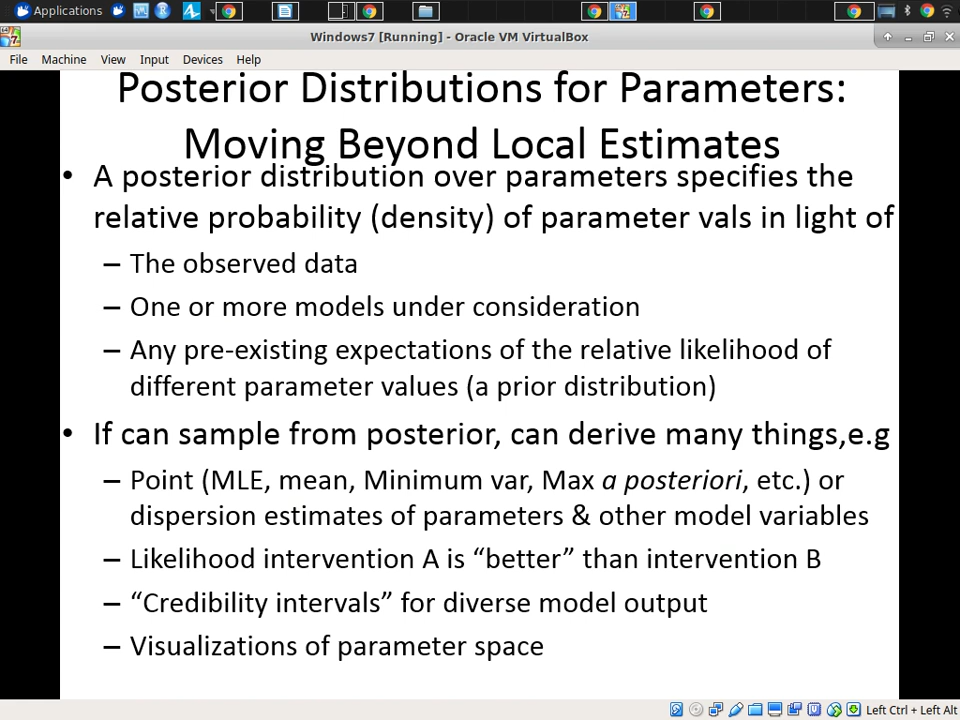 Applications
Windows7 [Running] - Oracle VM VirtualBox
File Machine View Input Devices Help
Posterior Distributions for Parameters:
Moving Beyond Local Estimates
• A posterior distribution over parameters specifies the
relative probability (density) of parameter vals in light of
– The observed data
– One or more models under consideration
– Any pre-existing expectations of the relative likelihood of
different parameter values (a prior distribution)
• If can sample from posterior, can derive many things,e.g
– Point (MLE, mean, Minimum var, Max a posteriori, etc.) or
dispersion estimates of parameters & other model variables
– Likelihood intervention A is “better” than intervention B
– “Credibility intervals” for diverse model output
– Visualizations of parameter space
Left Ctrl + Left Alt